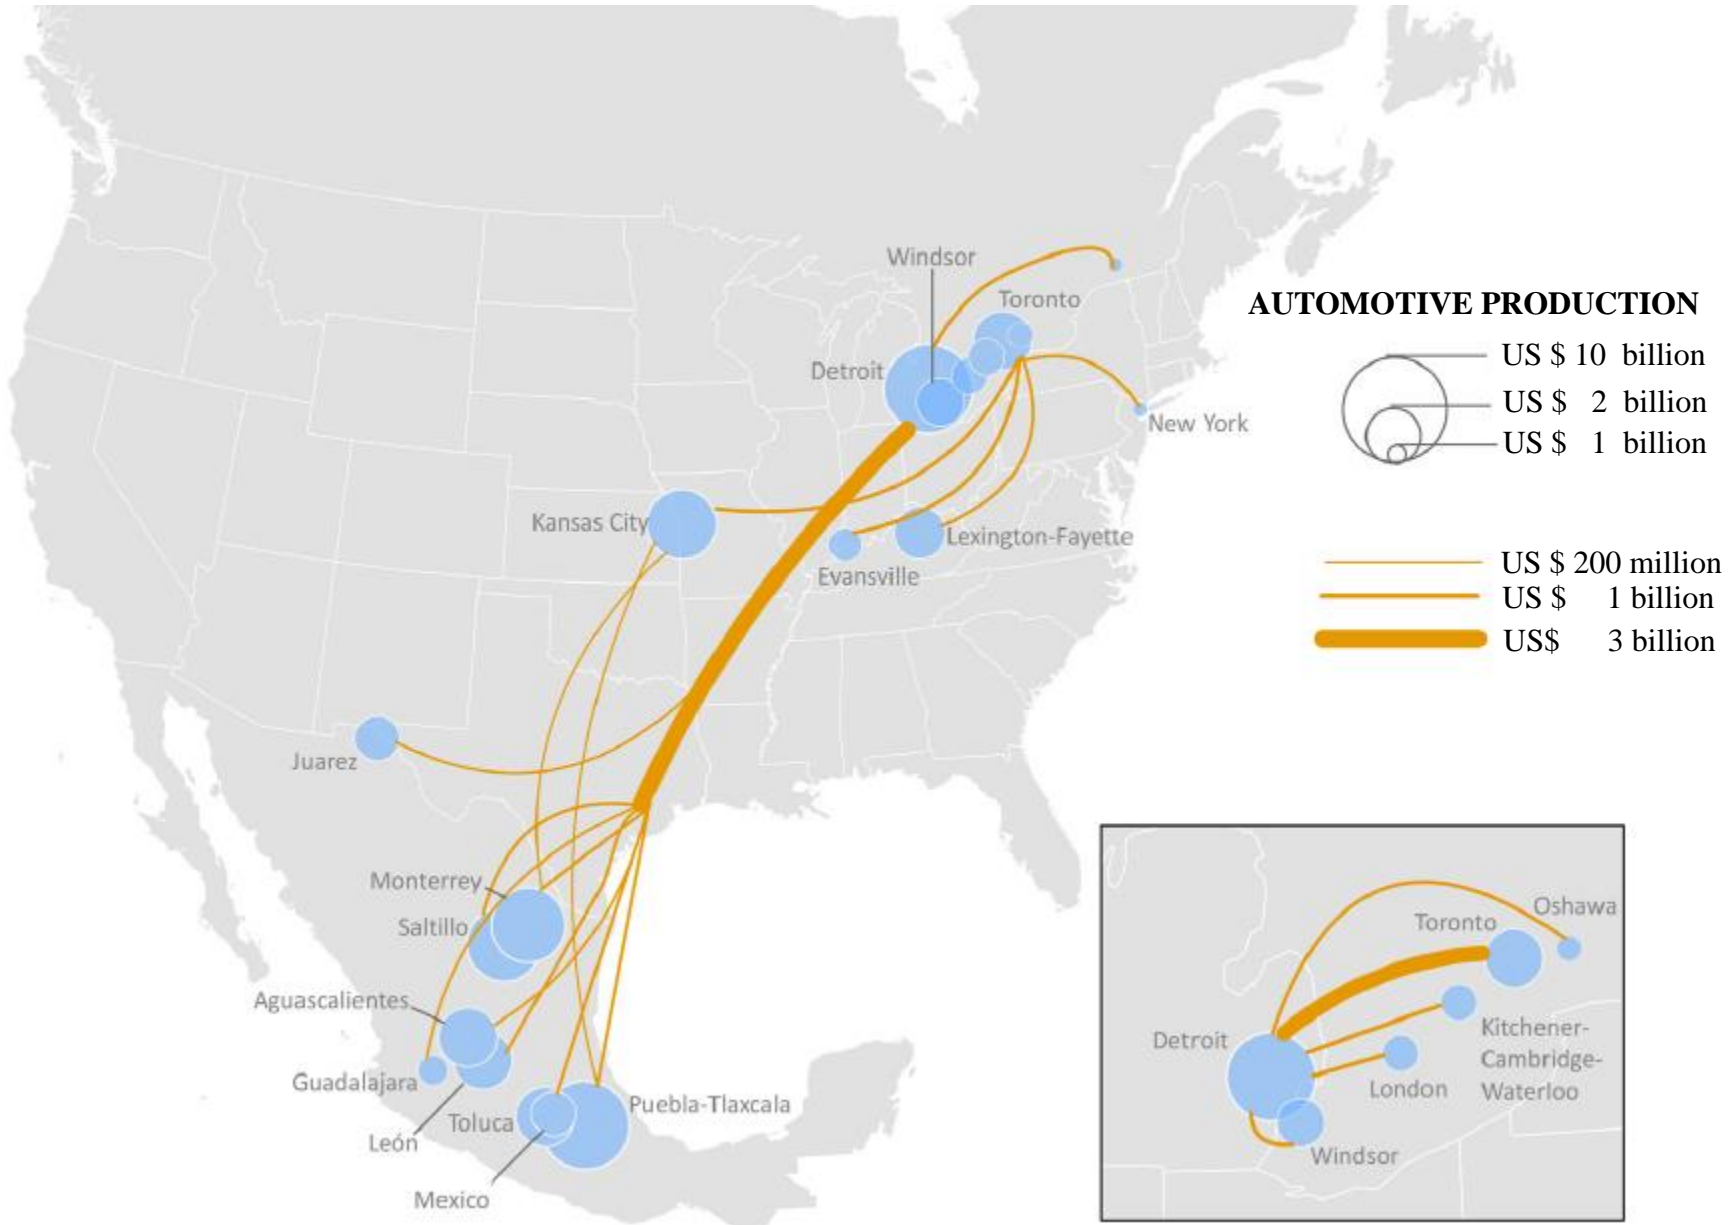 Windsor
Toronto
Detroit
New York
Kansas City
Lexington-Fayette
Evansville
Juarez
Monterrey
Saltillo
Aguascalientes
Guadalajara
León
Toluca
Mexico
Puebla-Tlaxcala
AUTOMOTIVE PRODUCTION
US $ 10 billion
US $ 2 billion
US $ 1 billion
US $ 200 million
US $ 1 billion
US$ 3 billion
Oshawa
Toronto
Kitchener-
Cambridge-
Waterloo
Detroit
London
Windsor